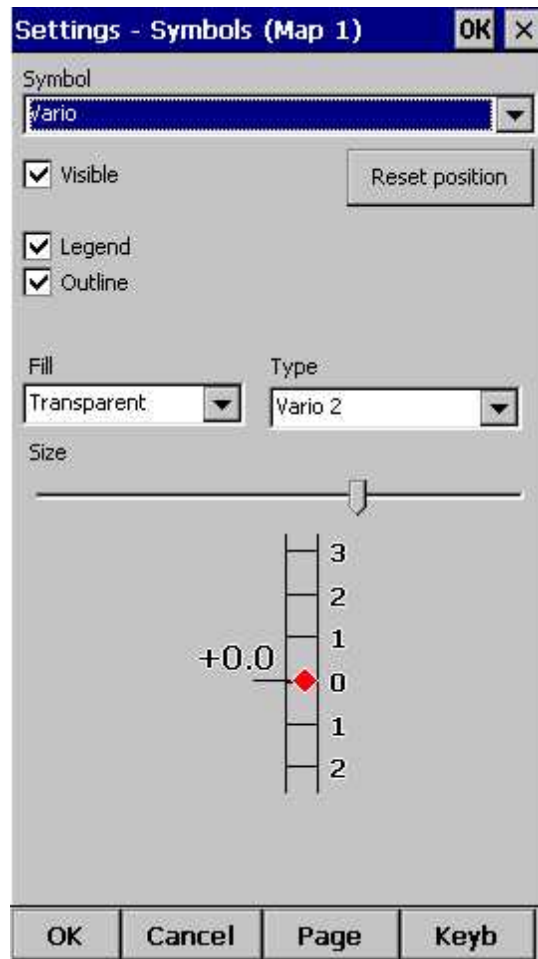 Settings - Symbols (Map 1) OK
Symbol
Vario
Visible
Reset position
Legend
Outline
Fill Type
Transparent Vario 2
Size
3
2
1
+0.0
0
1
2
OK Cancel Page Keyb